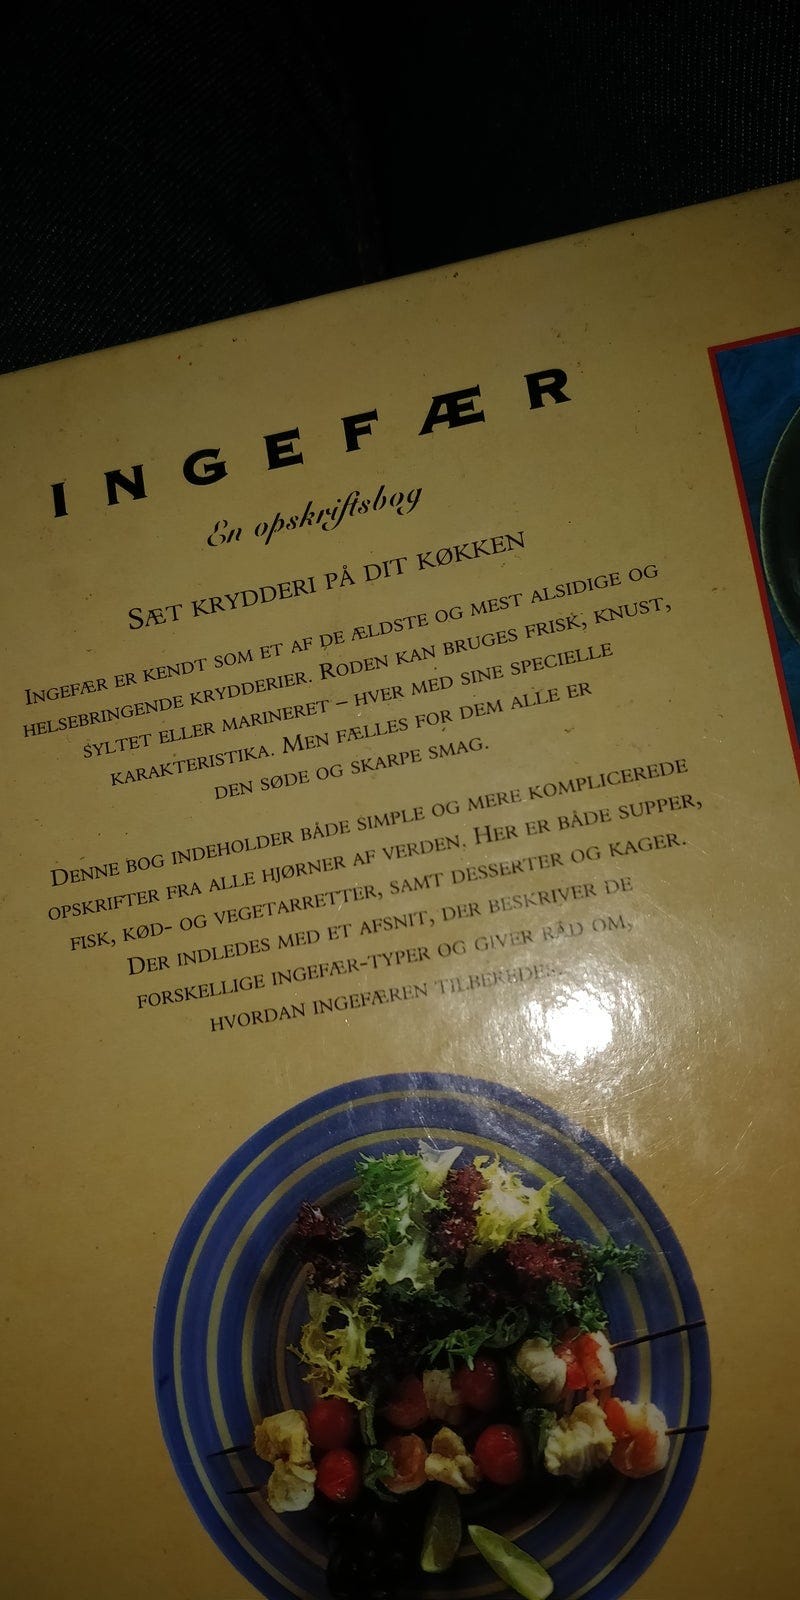 INGEFÆR
En opskriftsbog
SÆT KRYDDERI PÅ DIT KØKKEN
INGEFÆR ER KENDT SOM ET AF DE ÆLDSTE OG MEST ALSIDIGE OG
HELSEBRINGENDE KRYDDERIER. RODEN KAN BRUGES FRISK, KNUST,
SYLTET ELLER MARINERET – HVER MED SINE SPECIELLE
KARAKTERISTIKA. MEN FÆLLES FOR DEM ALLE ER
DEN SØDE OG SKARPE SMAG.
DENNE BOG INDEHOLDER BÅDE SIMPLE OG MERE KOMPLICEREDE
OPSKRIFTER FRA ALLE HJØRNER AF VERDEN. HER ER BÅDE SUPPER,
FISK, KØD- OG VEGETARRETTER, SAMT DESSERTER OG KAGER.
DER INDLEDES MED ET AFSNIT, DER BESKRIVER DE
FORSKELLIGE INGEFÆR-TYPER OG GIVER RÅD OM,
HVORDAN INGEFÆREN TILBEREDES.